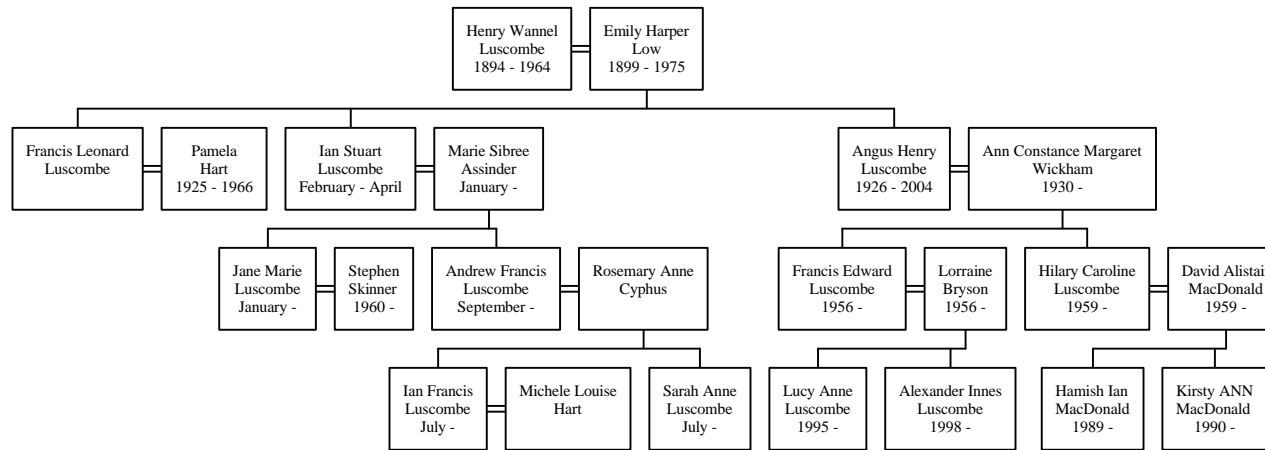 Henry Wannel
Luscombe
1894 - 1964
Emily Harper
Low
1899 - 1975
Francis Leonard
Luscombe
Pamela
Hart
1925 - 1966
Ian Stuart
Luscombe
February - April
Marie Sibree
Assinder
January -
Angus Henry
Luscombe
1926 - 2004
Ann Constance Margaret
Wickham
1930 -
Jane Marie
Luscombe
January -
Stephen
Skinner
1960 -
Andrew Francis
Luscombe
September -
Rosemary Anne
Cyphus
Francis Edward
Luscombe
1956 -
Lorraine
Bryson
1956 -
Hilary Caroline
Luscombe
1959 -
David Alistair
MacDonald
1959 -
Ian Francis
Luscombe
July -
Michele Louise
Hart
Sarah Anne
Luscombe
July -
Lucy Anne
Luscombe
1995 -
Alexander Innes
Luscombe
1998 -
Hamish Ian
MacDonald
1989 -
Kirsty ANN
MacDonald
1990 -